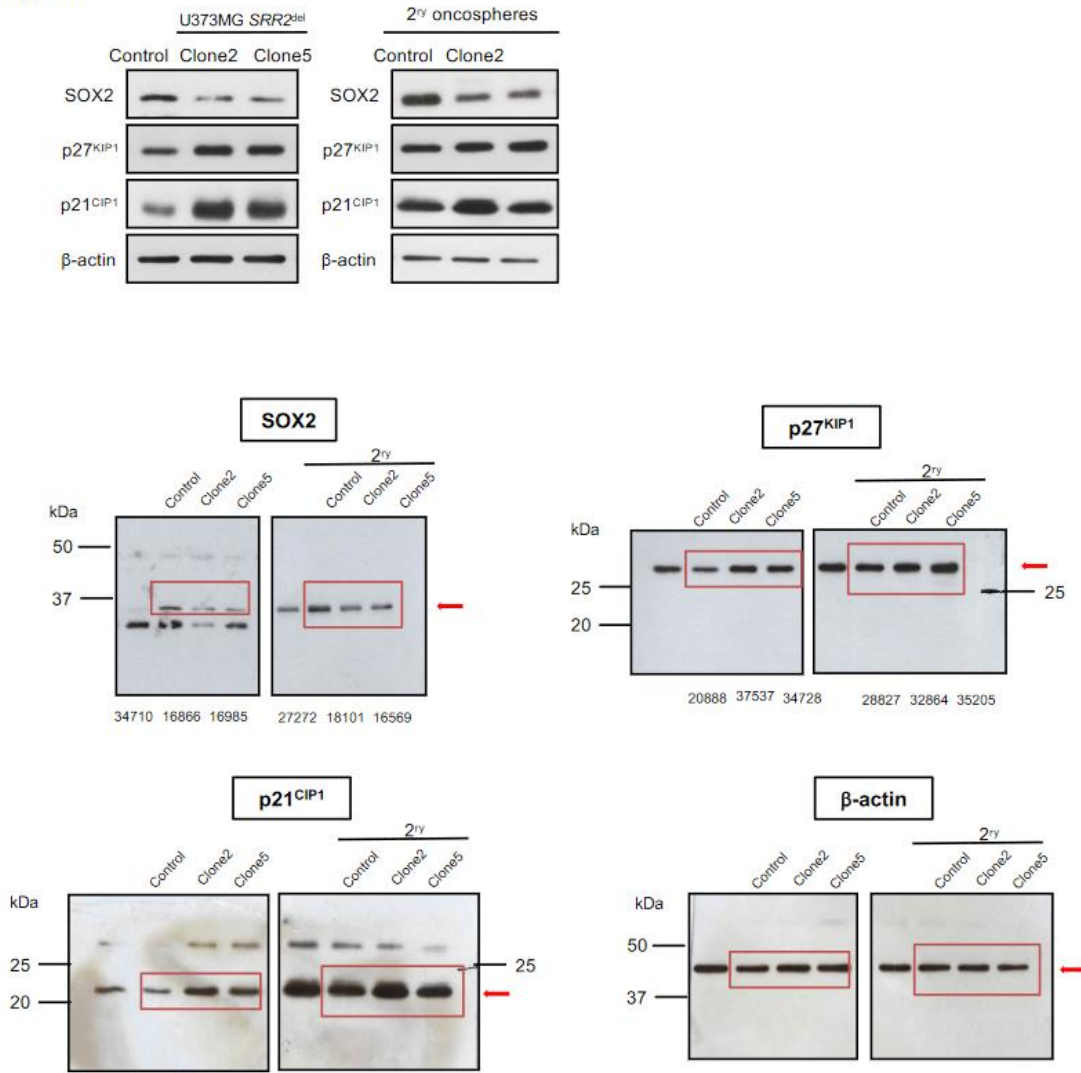 U373MG SRR2ᵈᵉˡ
2ʳʸ oncospheres
Control Clone2 Clone5
Control Clone2
SOX2
SOX2
p27ᴷᴵᴾ¹
p27ᴷᴵᴾ¹
p21ᶜᴵᴾ¹
p21ᶜᴵᴾ¹
β-actin
β-actin
SOX2
2ʳʸ
Control Clone2 Clone5
Control Clone2 Clone5
kDa
50
37
34710 16866 16985
27272 18101 16569
p27ᴷᴵᴾ¹
2ʳʸ
Control Clone2 Clone5
Control Clone2 Clone5
kDa
25
25
20
20888 37537 34728
28827 32864 35205
p21ᶜᴵᴾ¹
2ʳʸ
Control Clone2 Clone5
Control Clone2 Clone5
kDa
25
25
20
β-actin
2ʳʸ
Control Clone2 Clone5
Control Clone2 Clone5
kDa
50
37